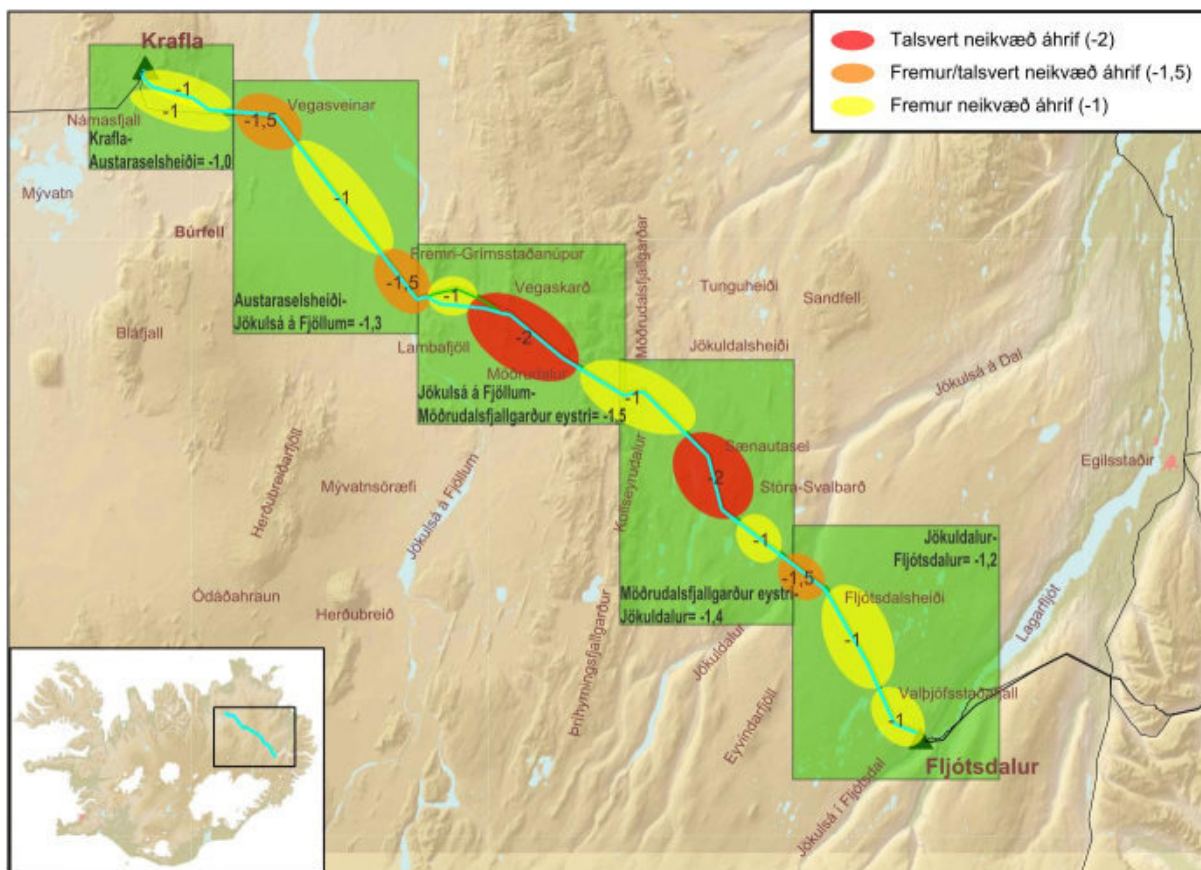 Krafla
Talsvert neikvæð áhrif (-2)
Fremur/talsvert neikvæð áhrif (-1,5)
Fremur neikvæð áhrif (-1)
-1
-1
Námasfjall
Krafla-
Austaraselsheiði= -1,0
-1,5
Vegasveinar
Mývatn
Búrfell
-1
Fremri-Grímsstaðanúpur
-1,5
-1
Vegaskarð
Möðrudalsfjallgarðar
Tunguheiði
Sandfell
Austaraselsheiði-
Jökulsá á Fjöllum= -1,3
Bláfjall
Lambafjöll
-2
Jökuldalsheiði
Jökulsá á Dal
Möðrudalur
Jökulsá á Fjöllum-
Möðrudalsfjallgarður eystri= -1,5
-1
Herðubreiðarfjöll
Mývatnsöræfi
Jökulsá á Fjöllum
Kollseyrudalur
Sænautasel
-2
Stóra-Svalbarð
Egilsstaðir
-1
Jökuldalur-
Fljótsdalur= -1,2
-1,5
Ódáðahraun
Herðubreið
Möðrudalsfjallgarður eystri-
Jökuldalur= -1,4
Fljótsdalsheiði
-1
Lagarfljót
Þríhyrningsfjallgarður
Jökuldalur
Eyvindarfjöll
Valþjófsstaðafjall
-1
Fljótsdalur
Jökulsá í Fljótsdal